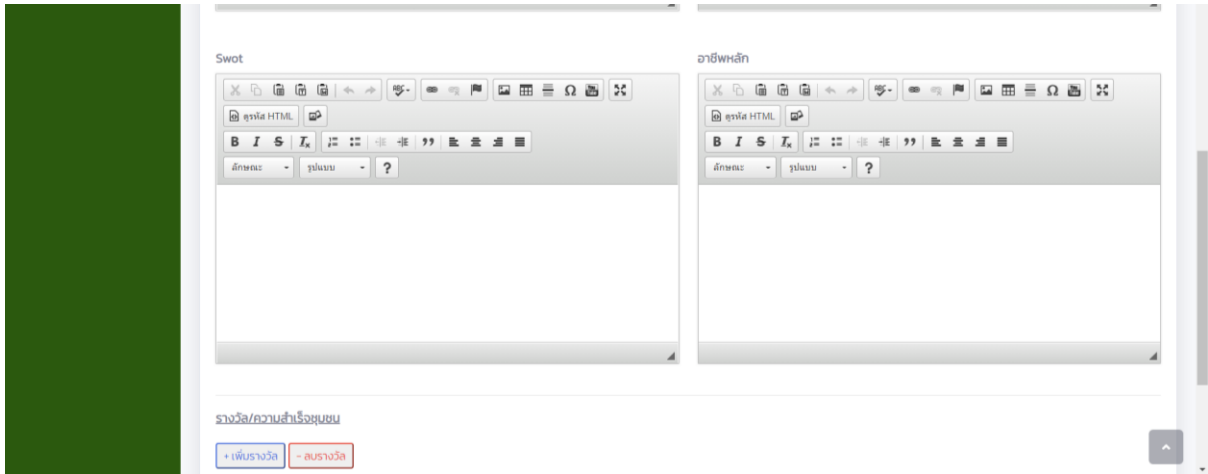 Swot
อาชีพหลัก
ดูรหัส HTML
ดูรหัส HTML
B I S Ix
B I S Ix
ลักษณะ รูปแบบ ?
ลักษณะ รูปแบบ ?
รางวัล/ความสำเร็จชุมชน
+ เพิ่มรางวัล - ลบรางวัล